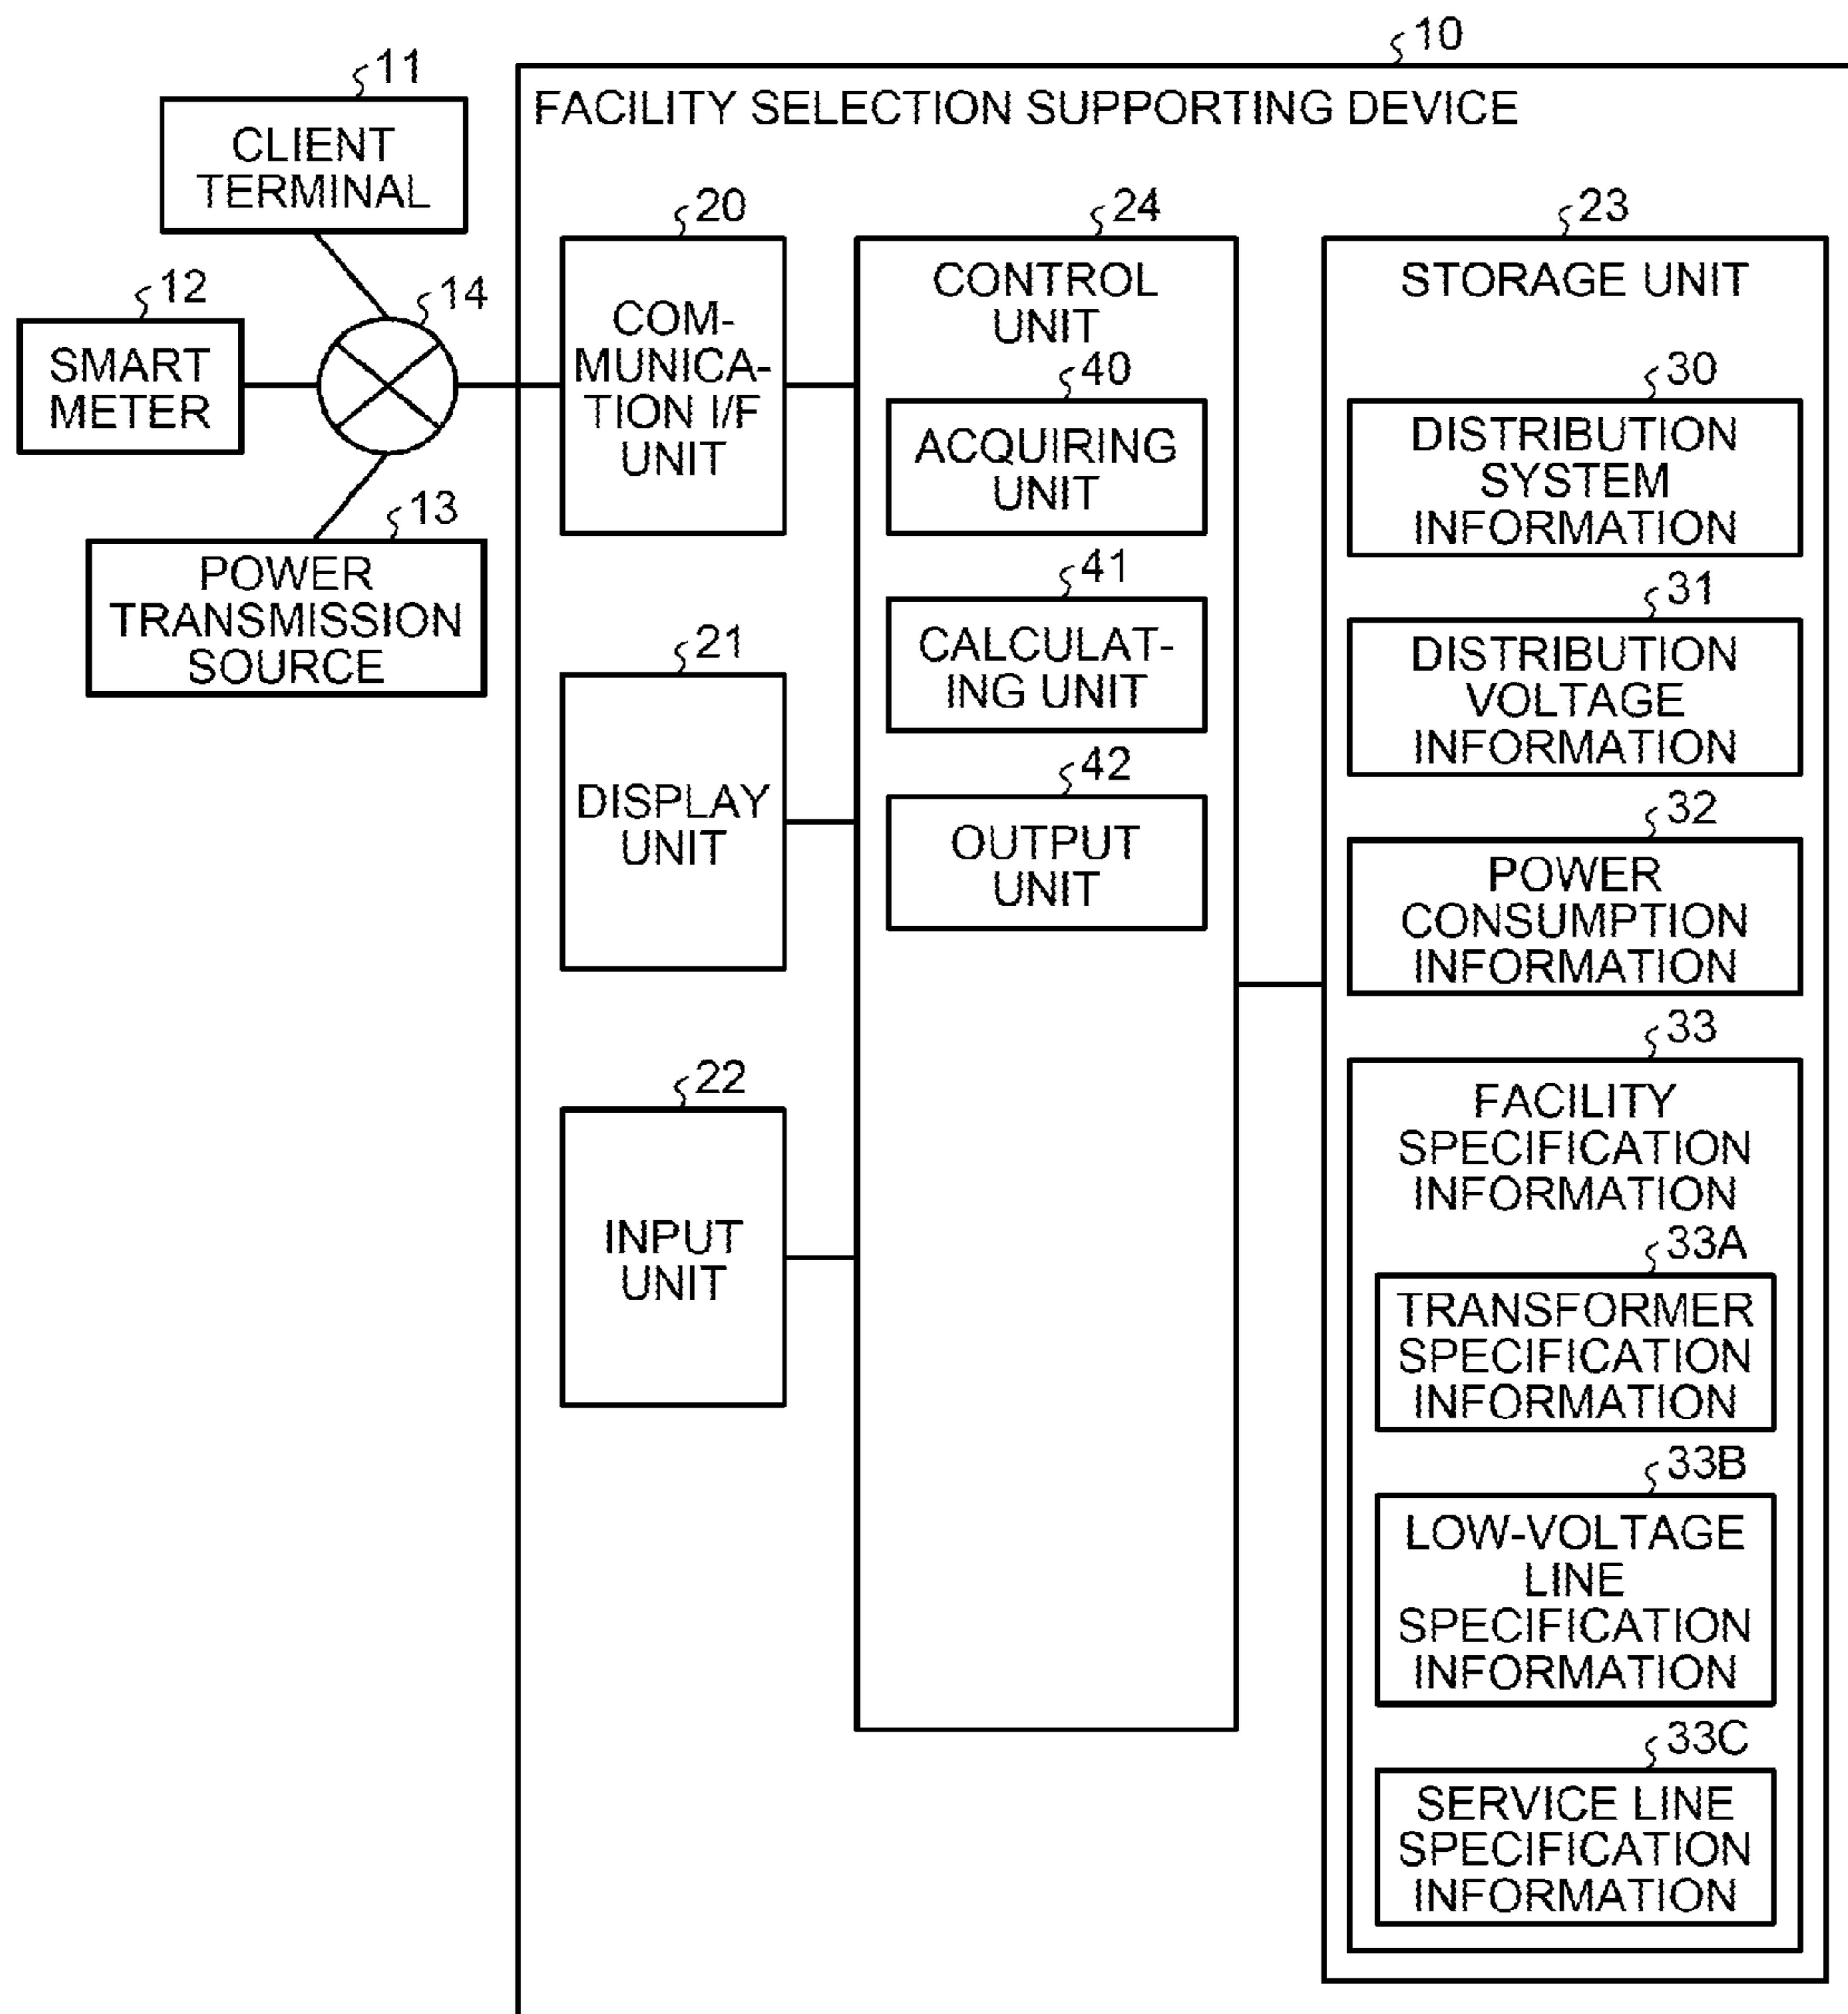 10
FACILITY SELECTION SUPPORTING DEVICE
11
CLIENT
TERMINAL
12
SMART
METER
14
13
POWER
TRANSMISSION
SOURCE
20
COM-
MUNICA-
TION I/F
UNIT
21
DISPLAY
UNIT
22
INPUT
UNIT
24
CONTROL
UNIT
40
ACQUIRING
UNIT
41
CALCULAT-
ING UNIT
42
OUTPUT
UNIT
23
STORAGE UNIT
30
DISTRIBUTION
SYSTEM
INFORMATION
31
DISTRIBUTION
VOLTAGE
INFORMATION
32
POWER
CONSUMPTION
INFORMATION
33
FACILITY
SPECIFICATION
INFORMATION
33A
TRANSFORMER
SPECIFICATION
INFORMATION
33B
LOW-VOLTAGE
LINE
SPECIFICATION
INFORMATION
33C
SERVICE LINE
SPECIFICATION
INFORMATION